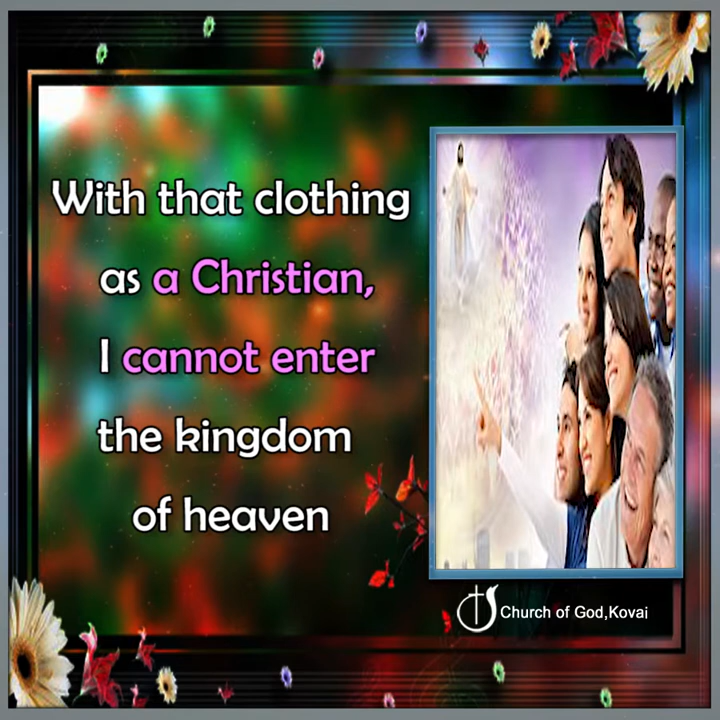 With that clothing
as a Christian,
I cannot enter
the kingdom
of heaven
Church of God,Kovai